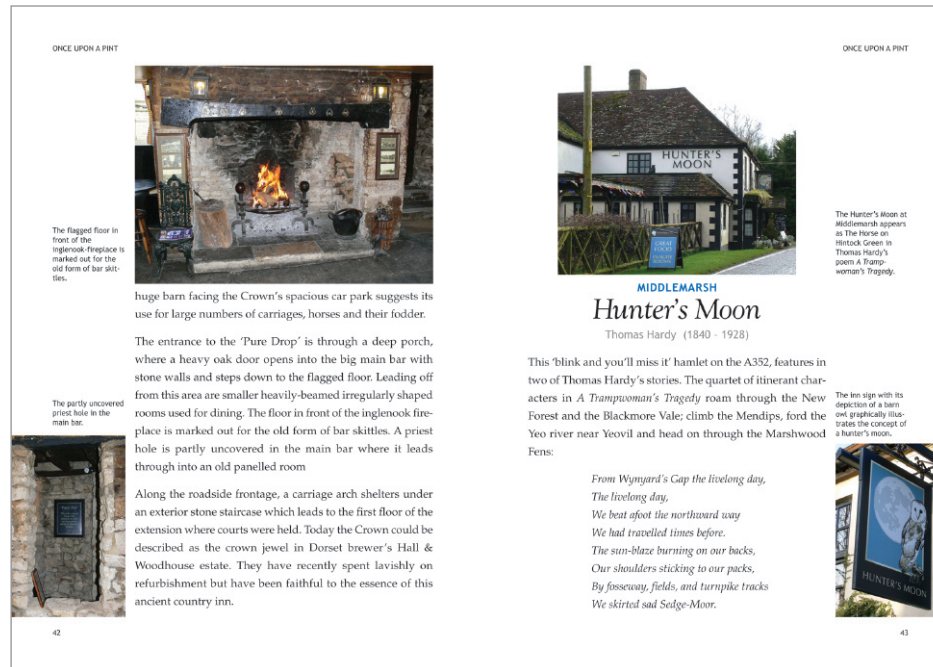 ONCE UPON A PINT
The flagged floor in
front of the
inglenook-fireplace is
marked out for the
old form of bar skit-
tles.
huge barn facing the Crown's spacious car park suggests its
use for large numbers of carriages, horses and their fodder.
The entrance to the 'Pure Drop' is through a deep porch,
where a heavy oak door opens into the big main bar with
stone walls and steps down to the flagged floor. Leading off
from this area are smaller heavily-beamed irregularly shaped
rooms used for dining. The floor in front of the inglenook fire-
place is marked out for the old form of bar skittles. A priest
hole is partly uncovered in the main bar where it leads
through into an old panelled room
The partly uncovered
priest hole in the
main bar.
Along the roadside frontage, a carriage arch shelters under
an exterior stone staircase which leads to the first floor of the
extension where courts were held. Today the Crown could be
described as the crown jewel in Dorset brewer's Hall &
Woodhouse estate. They have recently spent lavishly on
refurbishment but have been faithful to the essence of this
ancient country inn.
42
ONCE UPON A PINT
HUNTER'S
MOON
GREAT
FOOD
The Hunter's Moon at
Middlemarsh appears
as The Horse on
Hintock Green in
Thomas Hardy's
poem A Tramp-
woman's Tragedy.
MIDDLEMARSH
Hunter's Moon
Thomas Hardy (1840 - 1928)
This 'blink and you'll miss it' hamlet on the A352, features in
two of Thomas Hardy's stories. The quartet of itinerant char-
acters in A Trampwoman's Tragedy roam through the New
Forest and the Blackmore Vale; climb the Mendips, ford the
Yeo river near Yeovil and head on through the Marshwood
Fens:
The inn sign with its
depiction of a barn
owl graphically illus-
trates the concept of
a hunter's moon.
From Wynyard's Gap the livelong day,
The livelong day,
We beat afoot the northward way
We had travelled times before.
The sun-blaze burning on our backs,
Our shoulders sticking to our packs,
By fosseway, fields, and turnpike tracks
We skirted sad Sedge-Moor.
HUNTER'S MOON
43